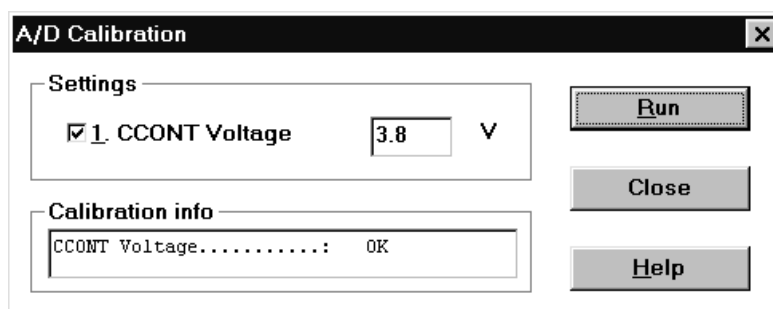 A/D Calibration
Settings
1. CCONT Voltage 3.8 V
Run
Close
Calibration info
CCONT Voltage...........: OK
Help